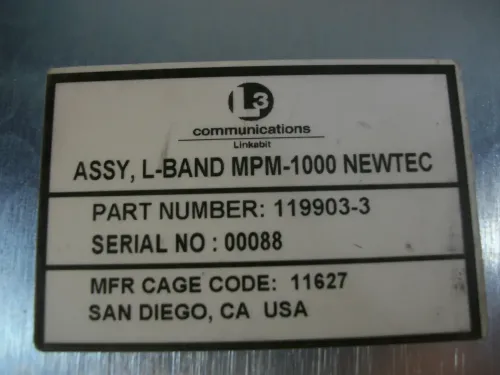 L3
communications
Linkabit
ASSY, L-BAND MPM-1000 NEWTEC
PART NUMBER: 119903-3
SERIAL NO : 00088
MFR CAGE CODE: 11627
SAN DIEGO, CA USA